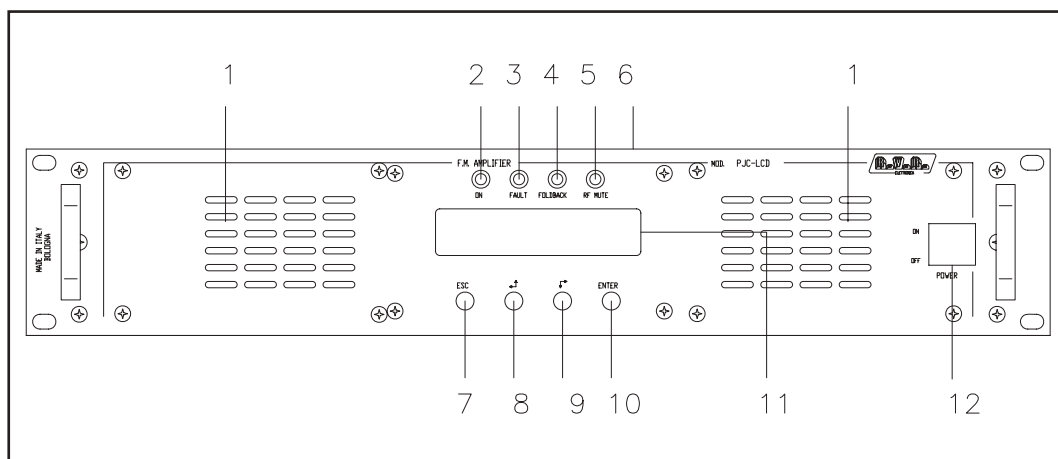 1 2 3 4 5 6 1
F.M. AMPLIFIER MOD. PJC-LCD
R.V.R.
ELETTRONICA
ON FAULT FOLDBACK RF MUTE
MADE IN ITALY
BOLOGNA
ON
OFF
POWER
ESC ENTER
7 8 9 10 11 12